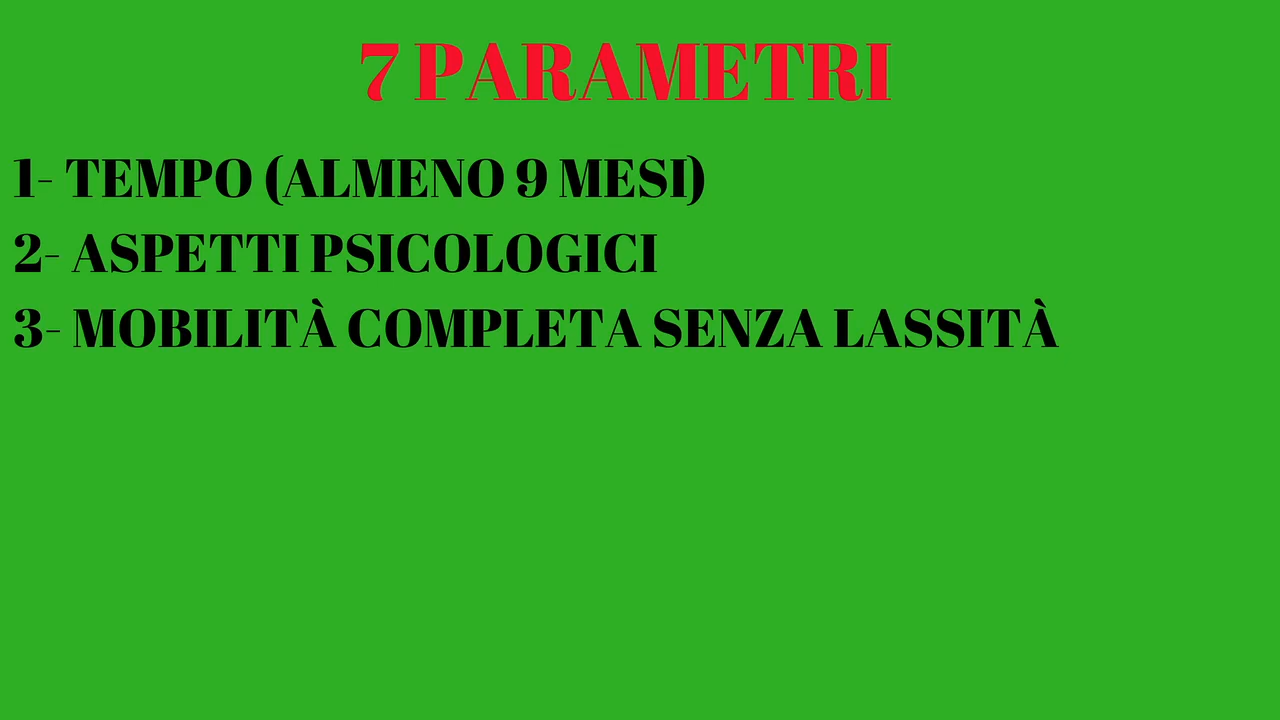 7 PARAMETRI
1- TEMPO (ALMENO 9 MESI)
2- ASPETTI PSICOLOGICI
3- MOBILITÀ COMPLETA SENZA LASSITÀ